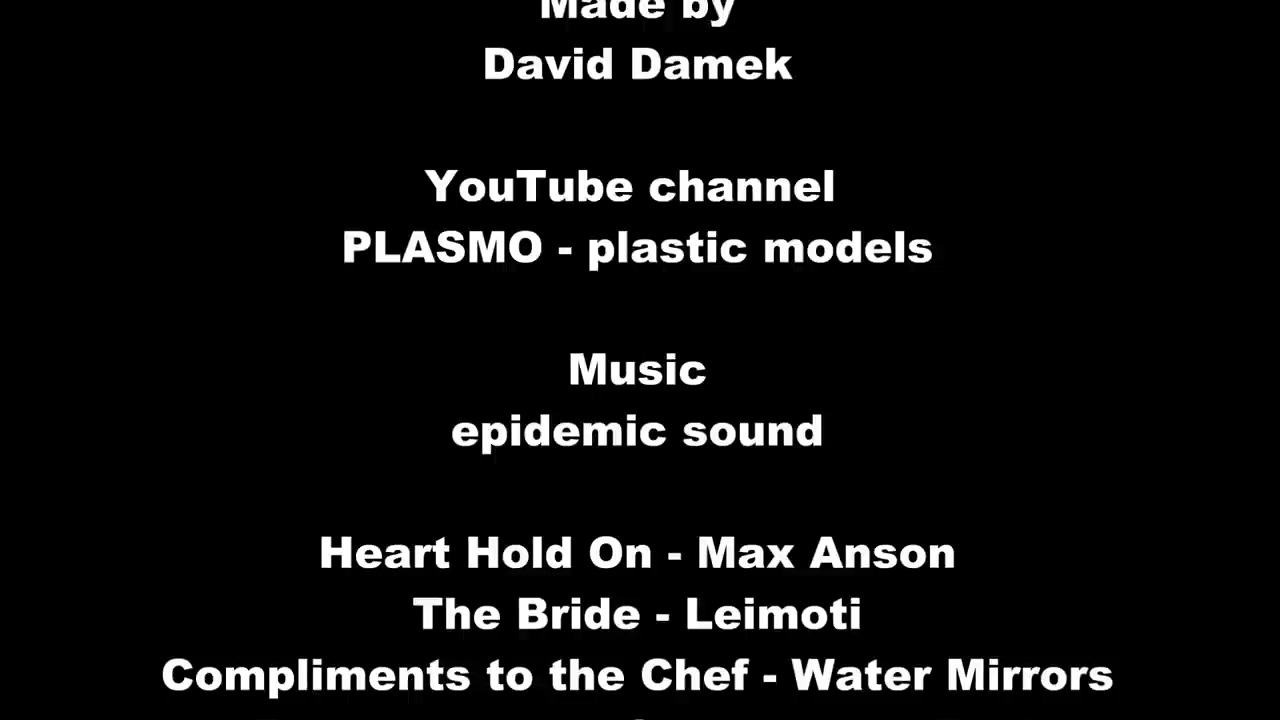 Made by
David Damek
YouTube channel
PLASMO - plastic models
Music
epidemic sound
Heart Hold On - Max Anson
The Bride - Leimoti
Compliments to the Chef - Water Mirrors